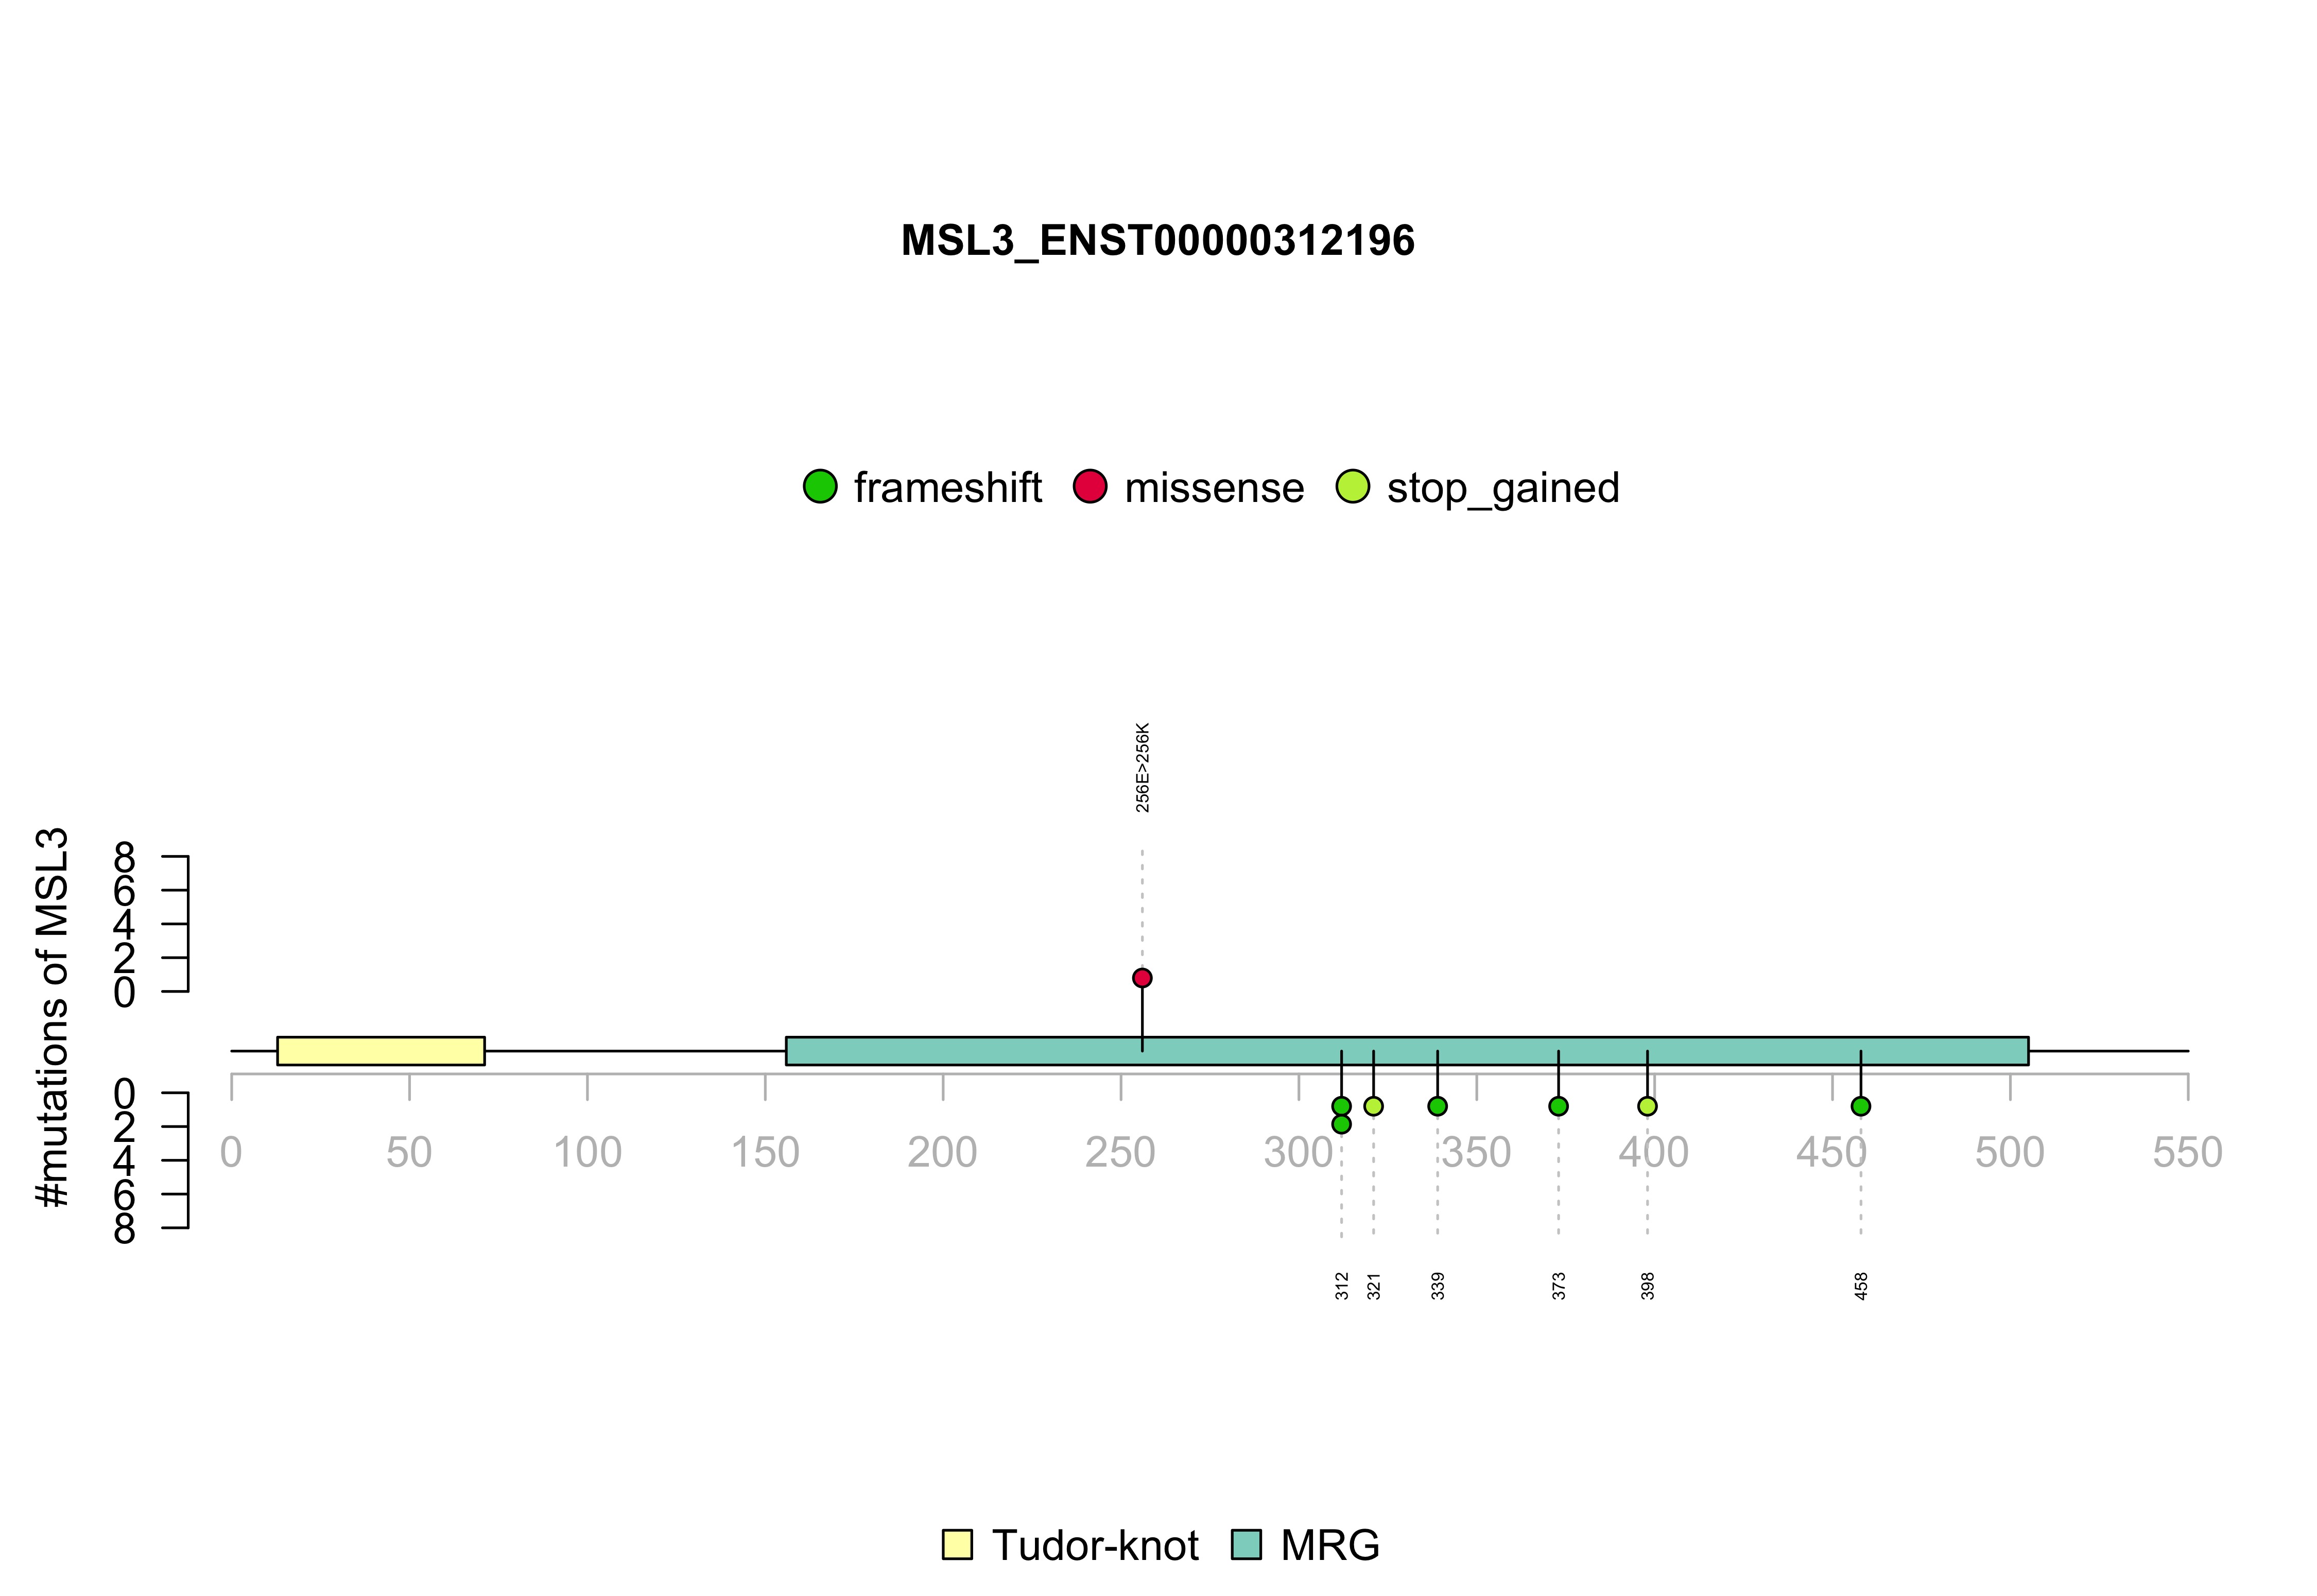 MSL3_ENST00000312196
frameshift missense stop_gained
256E>256K
#mutations of MSL3
8
6
4
2
0
0
2
4
6
8
0 50 100 150 200 250 300 350 400 450 500 550
312 321 339 373 398 458
Tudor-knot MRG